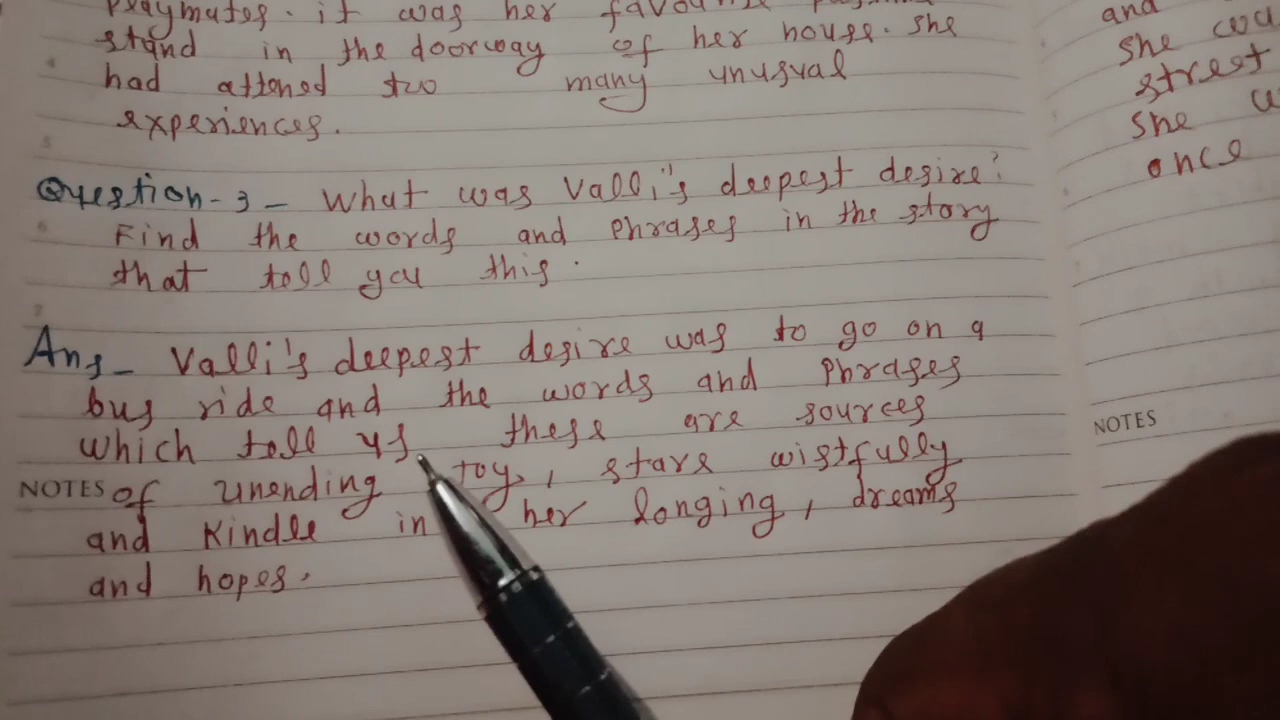 playmates. it was her
stand in the doorway of her house. she
had attened two many unusual
experiences.
Question-3 - What was Valli's deepest desire?
Find the words and Phrases in the story
that tell you this.
Ans - Valli's deepest desire was to go on a
bus ride and the words and Phrases
which tell us these are sources
of unending Joy, stare wistfully
and Kindle in her longing, dreams
and hopes.
NOTES
and
She
street
She
once
NOTES